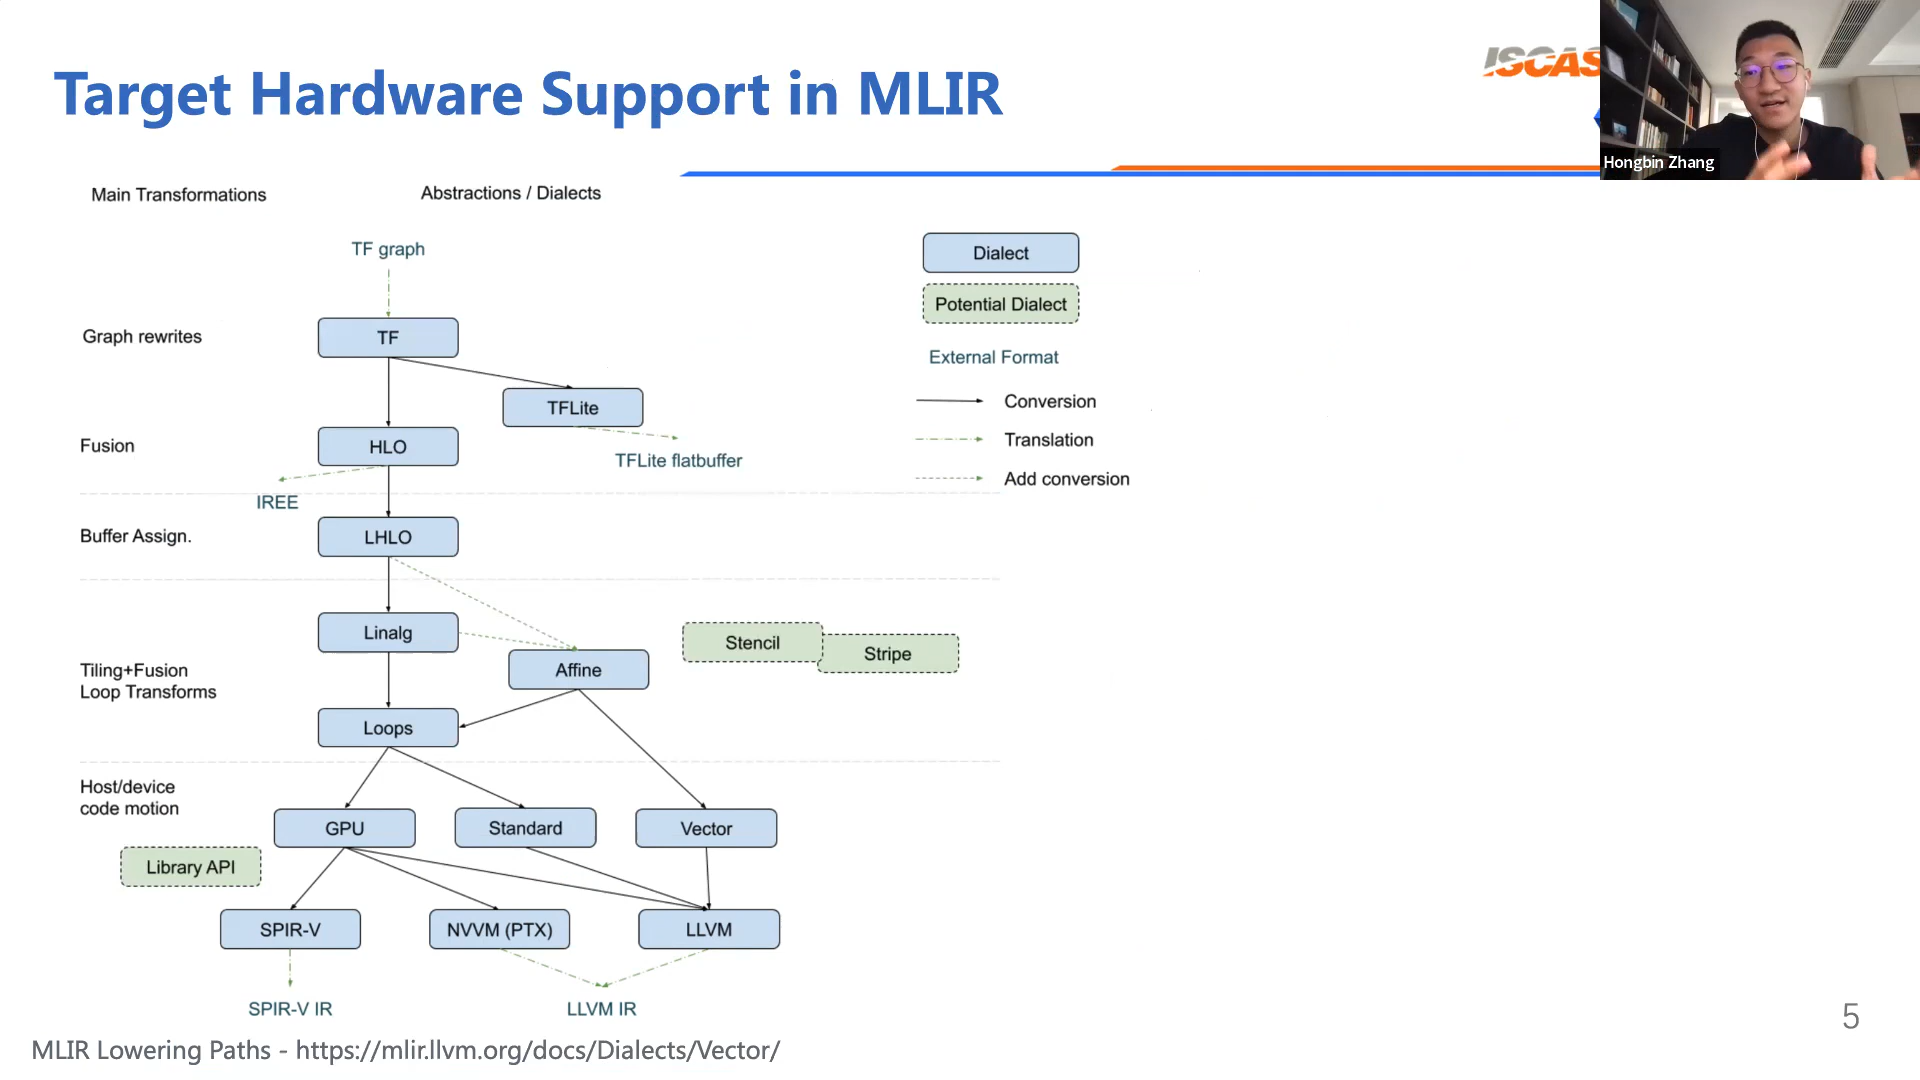 Target Hardware Support in MLIR
ISCAS
Hongbin Zhang
Main Transformations
Abstractions / Dialects
TF graph
Dialect
Potential Dialect
External Format
Conversion
Translation
Add conversion
Graph rewrites
TF
TFLite
Fusion
HLO
TFLite flatbuffer
IREE
Buffer Assign.
LHLO
Linalg
Stencil
Stripe
Affine
Tiling+Fusion
Loop Transforms
Loops
Host/device
code motion
GPU
Standard
Vector
Library API
SPIR-V
NVVM (PTX)
LLVM
SPIR-V IR
LLVM IR
5
MLIR Lowering Paths - https://mlir.llvm.org/docs/Dialects/Vector/